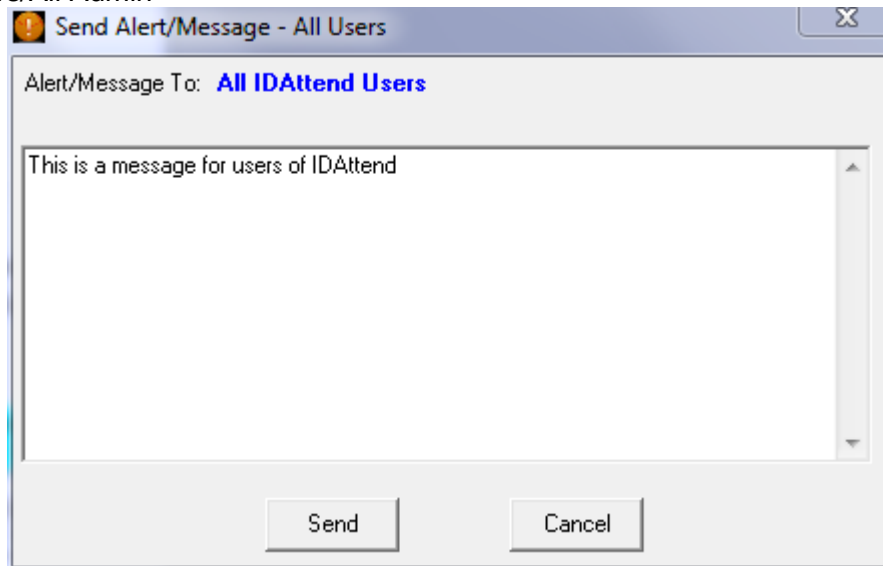 Send Alert/Message - All Users
Alert/Message To: All IDAttend Users
This is a message for users of IDAttend
Send Cancel